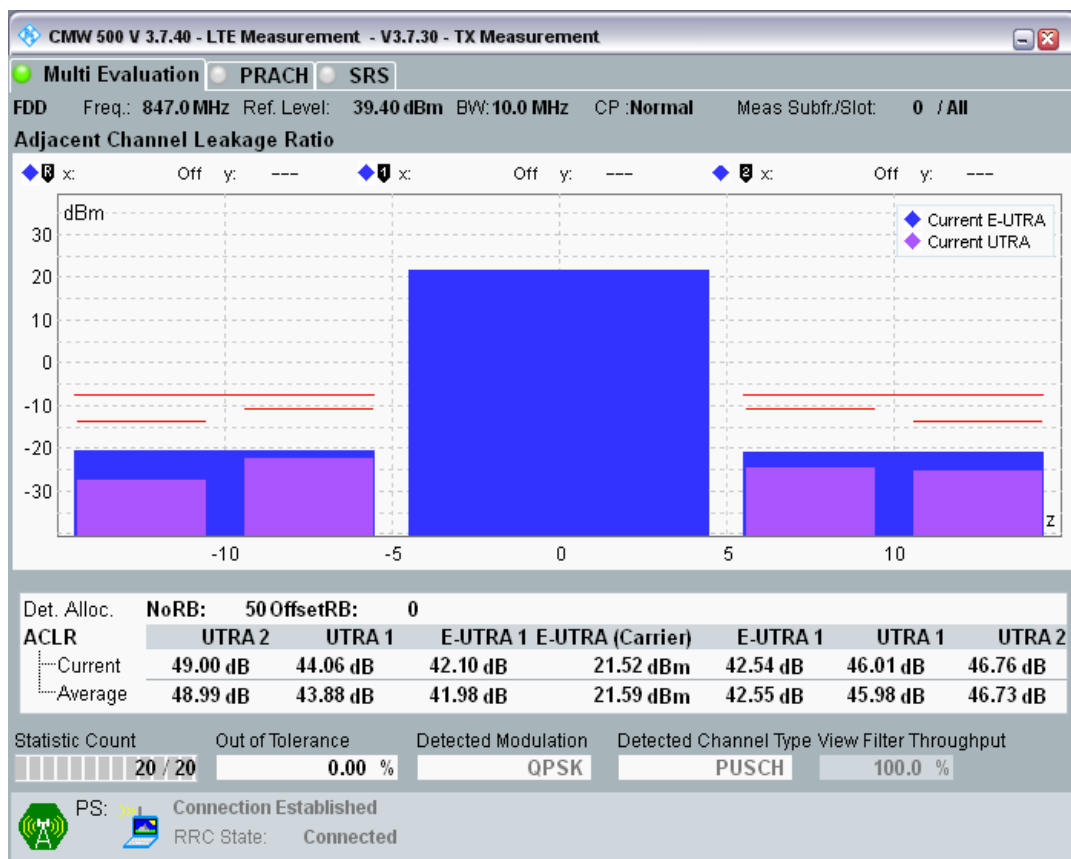 CMW 500 V 3.7.40 - LTE Measurement - V3.7.30 - TX Measurement
Multi Evaluation PRACH SRS
FDD Freq.: 847.0 MHz Ref. Level: 39.40 dBm BW: 10.0 MHz CP :Normal Meas Subfr./Slot: 0 / All
Adjacent Channel Leakage Ratio
R x: Off y: --- 1 x: Off y: --- 2 x: Off y: ---
dBm
Current E-UTRA
Current UTRA
30
20
10
0
-10
-20
-30
z
-10 -5 0 5 10
Det. Alloc. NoRB: 50 OffsetRB: 0
ACLR UTRA 2 UTRA 1 E-UTRA 1 E-UTRA (Carrier) E-UTRA 1 UTRA 1 UTRA 2
Current 49.00 dB 44.06 dB 42.10 dB 21.52 dBm 42.54 dB 46.01 dB 46.76 dB
Average 48.99 dB 43.88 dB 41.98 dB 21.59 dBm 42.55 dB 45.98 dB 46.73 dB
Statistic Count Out of Tolerance Detected Modulation Detected Channel Type View Filter Throughput
20 / 20 0.00 % QPSK PUSCH 100.0 %
PS: Connection Established
RRC State: Connected